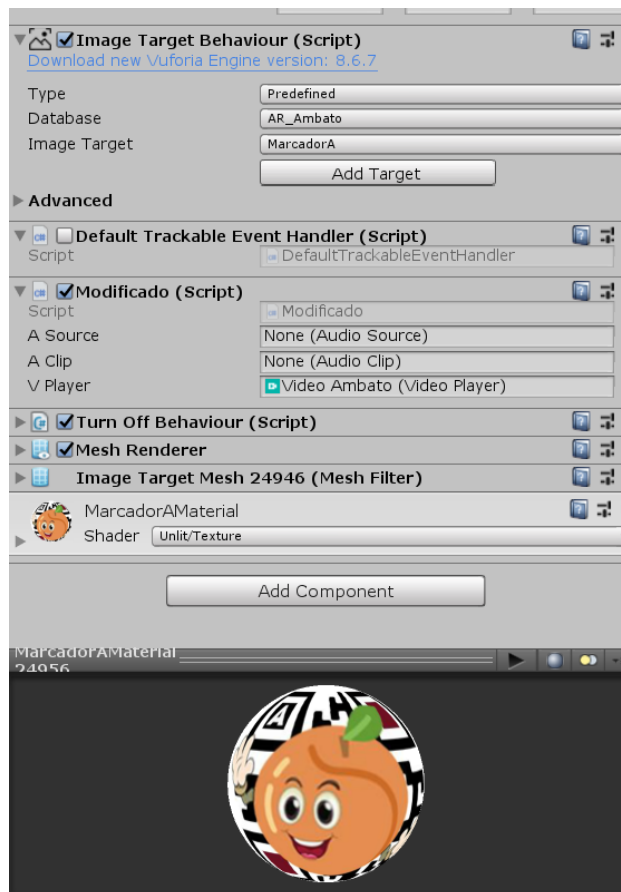 Image Target Behaviour (Script)
Download new Vuforia Engine version: 8.6.7
Type Predefined
Database AR_Ambato
Image Target MarcadorA
Add Target
Advanced
Default Trackable Event Handler (Script)
Script DefaultTrackableEventHandler
Modificado (Script)
Script Modificado
A Source None (Audio Source)
A Clip None (Audio Clip)
V Player Video Ambato (Video Player)
Turn Off Behaviour (Script)
Mesh Renderer
Image Target Mesh 24946 (Mesh Filter)
MarcadorAMaterial
Shader Unlit/Texture
Add Component
MarcadorAMaterial
24956
A